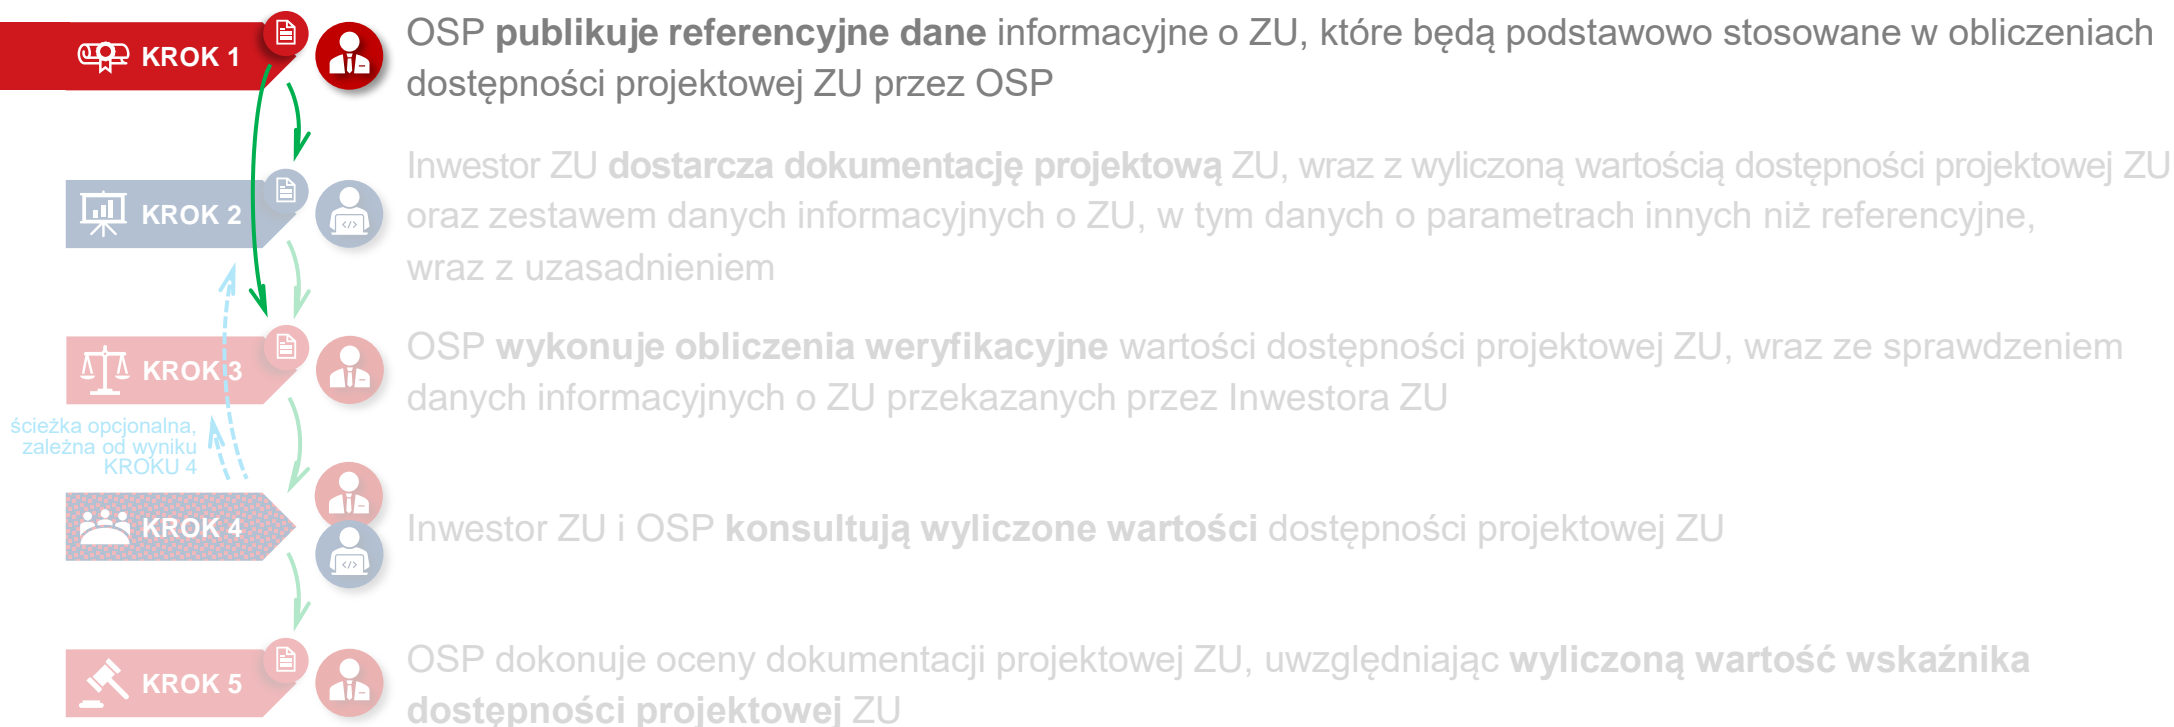 KROK 1
OSP publikuje referencyjne dane informacyjne o ZU, które będą podstawowo stosowane w obliczeniach
dostępności projektowej ZU przez OSP
KROK 2
Inwestor ZU dostarcza dokumentację projektową ZU, wraz z wyliczoną wartością dostępności projektowej ZU
oraz zestawem danych informacyjnych o ZU, w tym danych o parametrach innych niż referencyjne,
wraz z uzasadnieniem
KROK 3
OSP wykonuje obliczenia weryfikacyjne wartości dostępności projektowej ZU, wraz ze sprawdzeniem
danych informacyjnych o ZU przekazanych przez Inwestora ZU
ścieżka opcjonalna,
zależna od wyniku
KROKU 4
KROK 4
Inwestor ZU i OSP konsultują wyliczone wartości dostępności projektowej ZU
KROK 5
OSP dokonuje oceny dokumentacji projektowej ZU, uwzględniając wyliczoną wartość wskaźnika
dostępności projektowej ZU